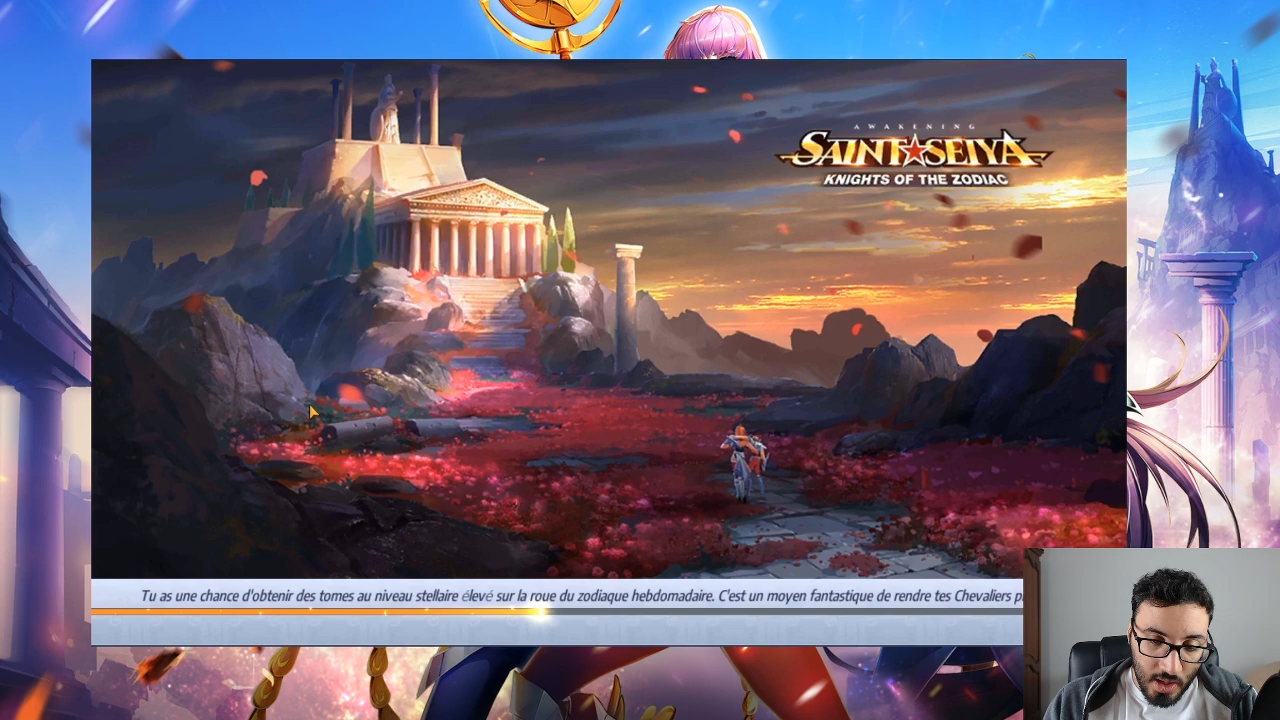 AWAKENING
SAINT SEIYA
KNIGHTS OF THE ZODIAC
Tu as une chance d'obtenir des tomes au niveau stellaire élevé sur la roue du zodiaque hebdomadaire. C'est un moyen fantastique de rendre tes Chevaliers